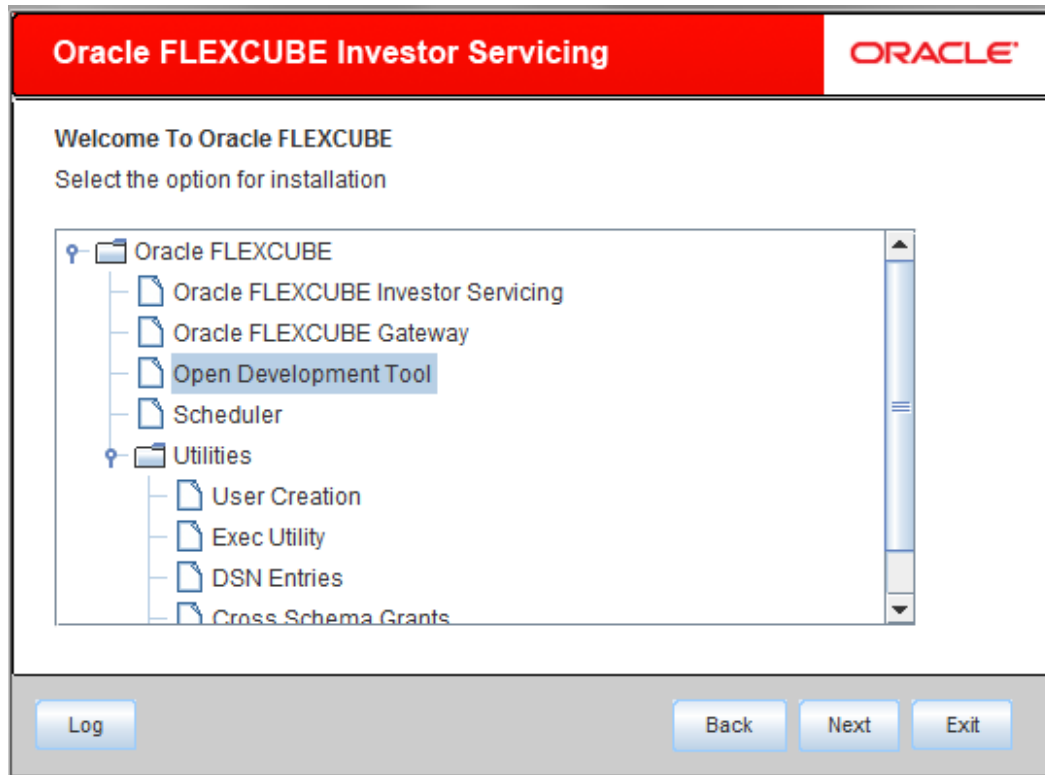 Oracle FLEXCUBE Investor Servicing
ORACLE
Welcome To Oracle FLEXCUBE
Select the option for installation
Oracle FLEXCUBE
Oracle FLEXCUBE Investor Servicing
Oracle FLEXCUBE Gateway
Open Development Tool
Scheduler
Utilities
User Creation
Exec Utility
DSN Entries
Cross Schema Grants
Log Back Next Exit